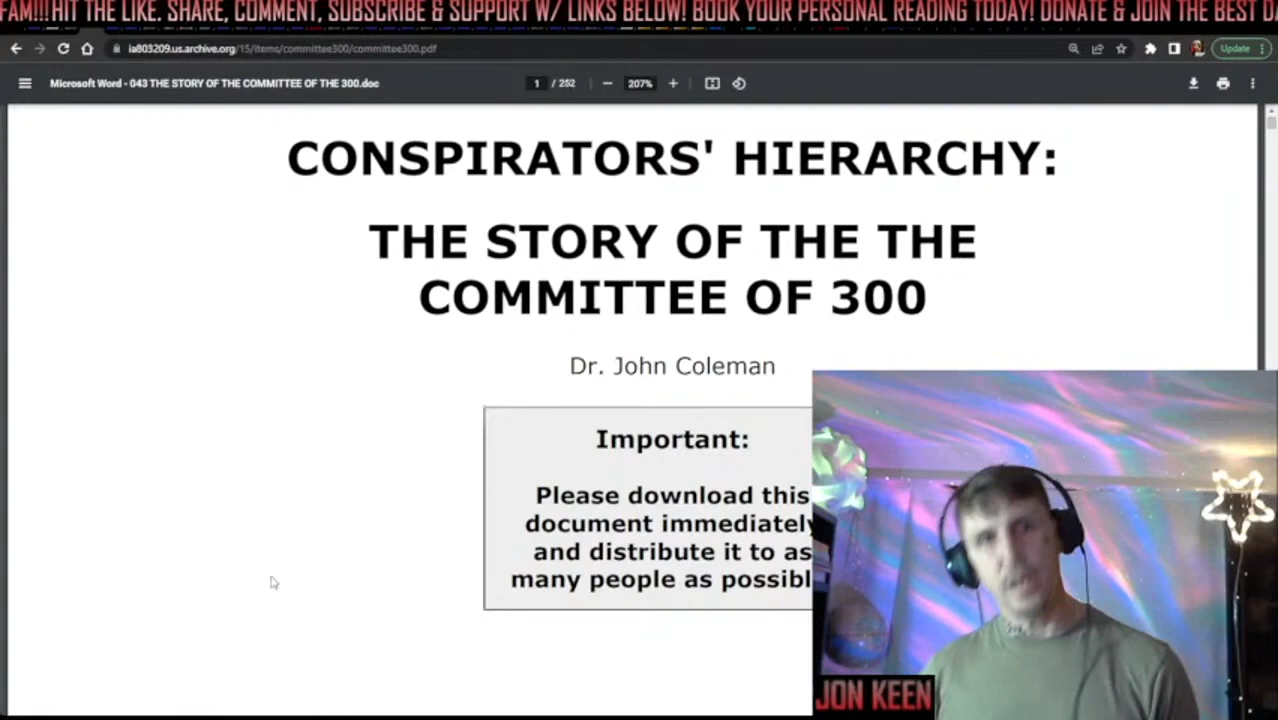 FAM!!! HIT THE LIKE. SHARE, COMMENT, SUBSCRIBE & SUPPORT W/ LINKS BELOW! BOOK YOUR PERSONAL READING TODAY! DONATE & JOIN THE BEST D
ia803209.us.archive.org/15/items/committee300/committee300.pdf
Update
Microsoft Word - 043 THE STORY OF THE COMMITTEE OF THE 300.doc
1 / 252
207%
CONSPIRATORS' HIERARCHY:
THE STORY OF THE THE
COMMITTEE OF 300
Dr. John Coleman
Important:
Please download this
document immediately
and distribute it to as
many people as possibl
JON KEEN